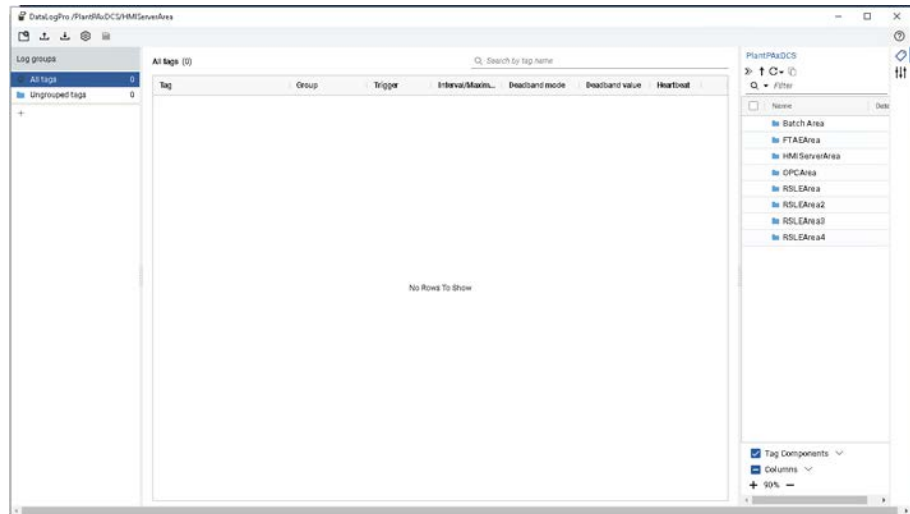 DataLogPro /PlantPAxDCS/HMIServerArea
Log groups
All tags 0
Ungrouped tags 0
+
All tags (0)
Search by tag name
Tag Group Trigger Interval/Maxim... Deadband mode Deadband value Heartbeat
No Rows To Show
PlantPAxDCS
Filter
Name
Batch Area
FTAEArea
HMIServerArea
OPCArea
RSLEArea
RSLEArea2
RSLEArea3
RSLEArea4
Tag Components
Columns
+ 90% −